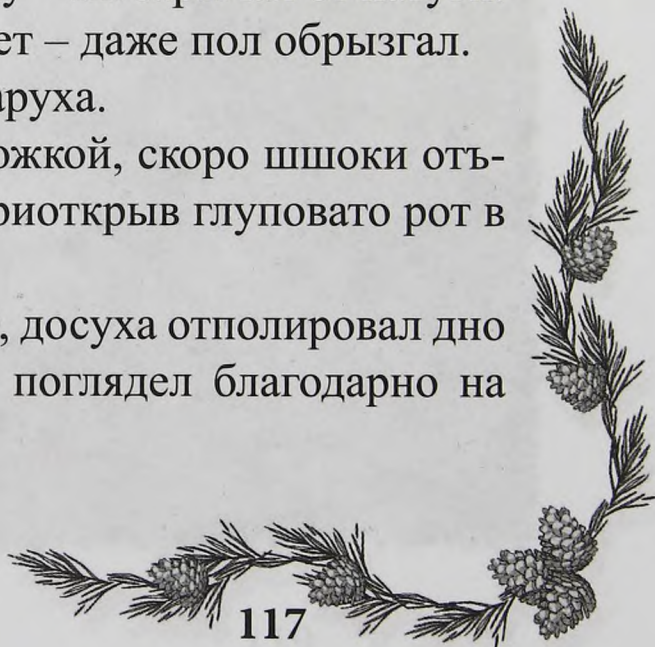 ет – даже пол обрызгал.
аруха.
ожкой, скоро шшоки отъ-
риоткрыв глуповато рот в
, досуха отполировал дно
поглядел благодарно на
117